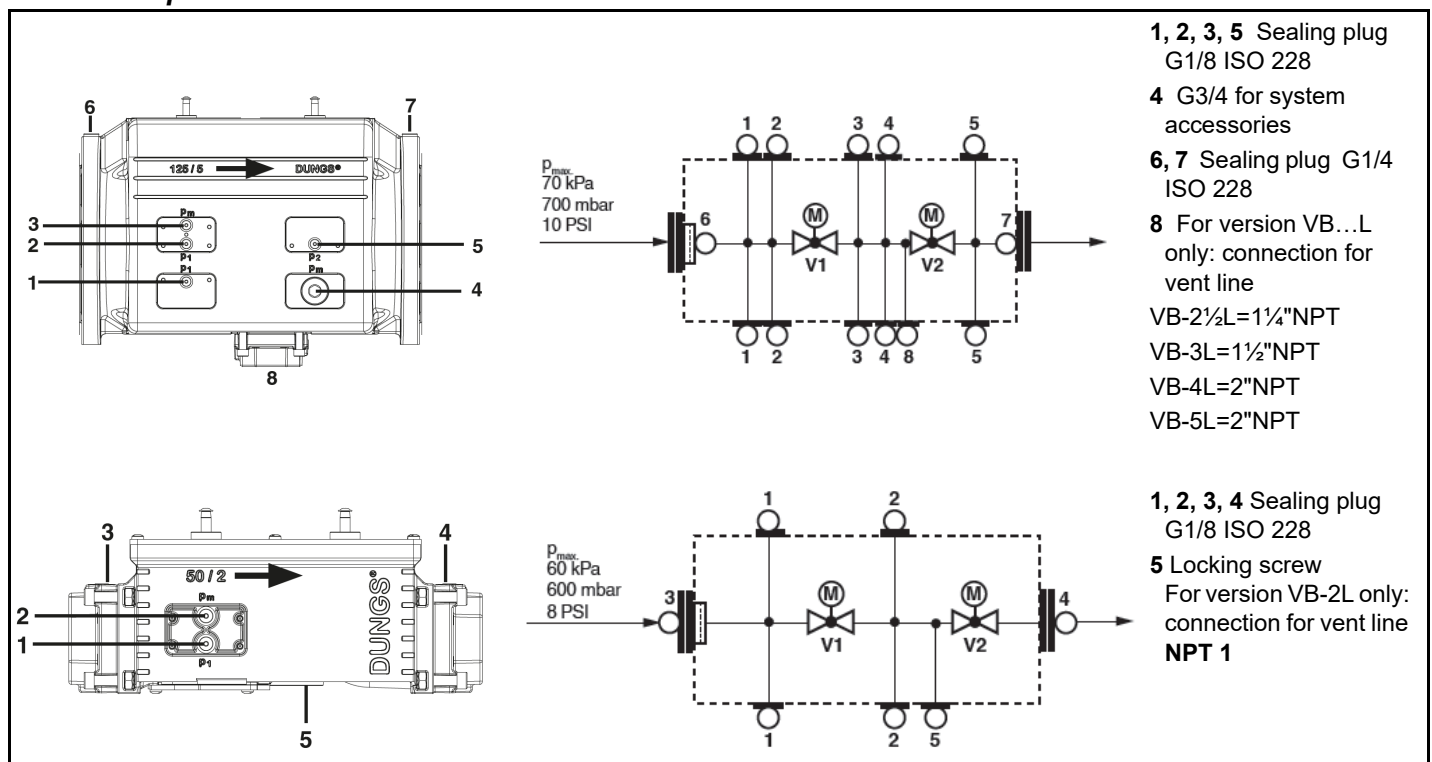 6
7
125 / 5 DUNGS®
Pm
3
2
P1
P1
1
P2
Pm
5
4
8
pmax.
70 kPa
700 mbar
10 PSI
1 2 3 4 5
6 M M 7
V1 V2
1 2 3 4 8 5
1, 2, 3, 5 Sealing plug
G1/8 ISO 228
4 G3/4 for system
accessories
6, 7 Sealing plug G1/4
ISO 228
8 For version VB…L
only: connection for
vent line
VB-2½L=1¼"NPT
VB-3L=1½"NPT
VB-4L=2"NPT
VB-5L=2"NPT
3
4
50 / 2
Pm
2
1
P1
DUNGS®
5
pmax.
60 kPa
600 mbar
8 PSI
1 2
3 M M 4
V1 V2
1 2 5
1, 2, 3, 4 Sealing plug
G1/8 ISO 228
5 Locking screw
For version VB-2L only:
connection for vent line
NPT 1